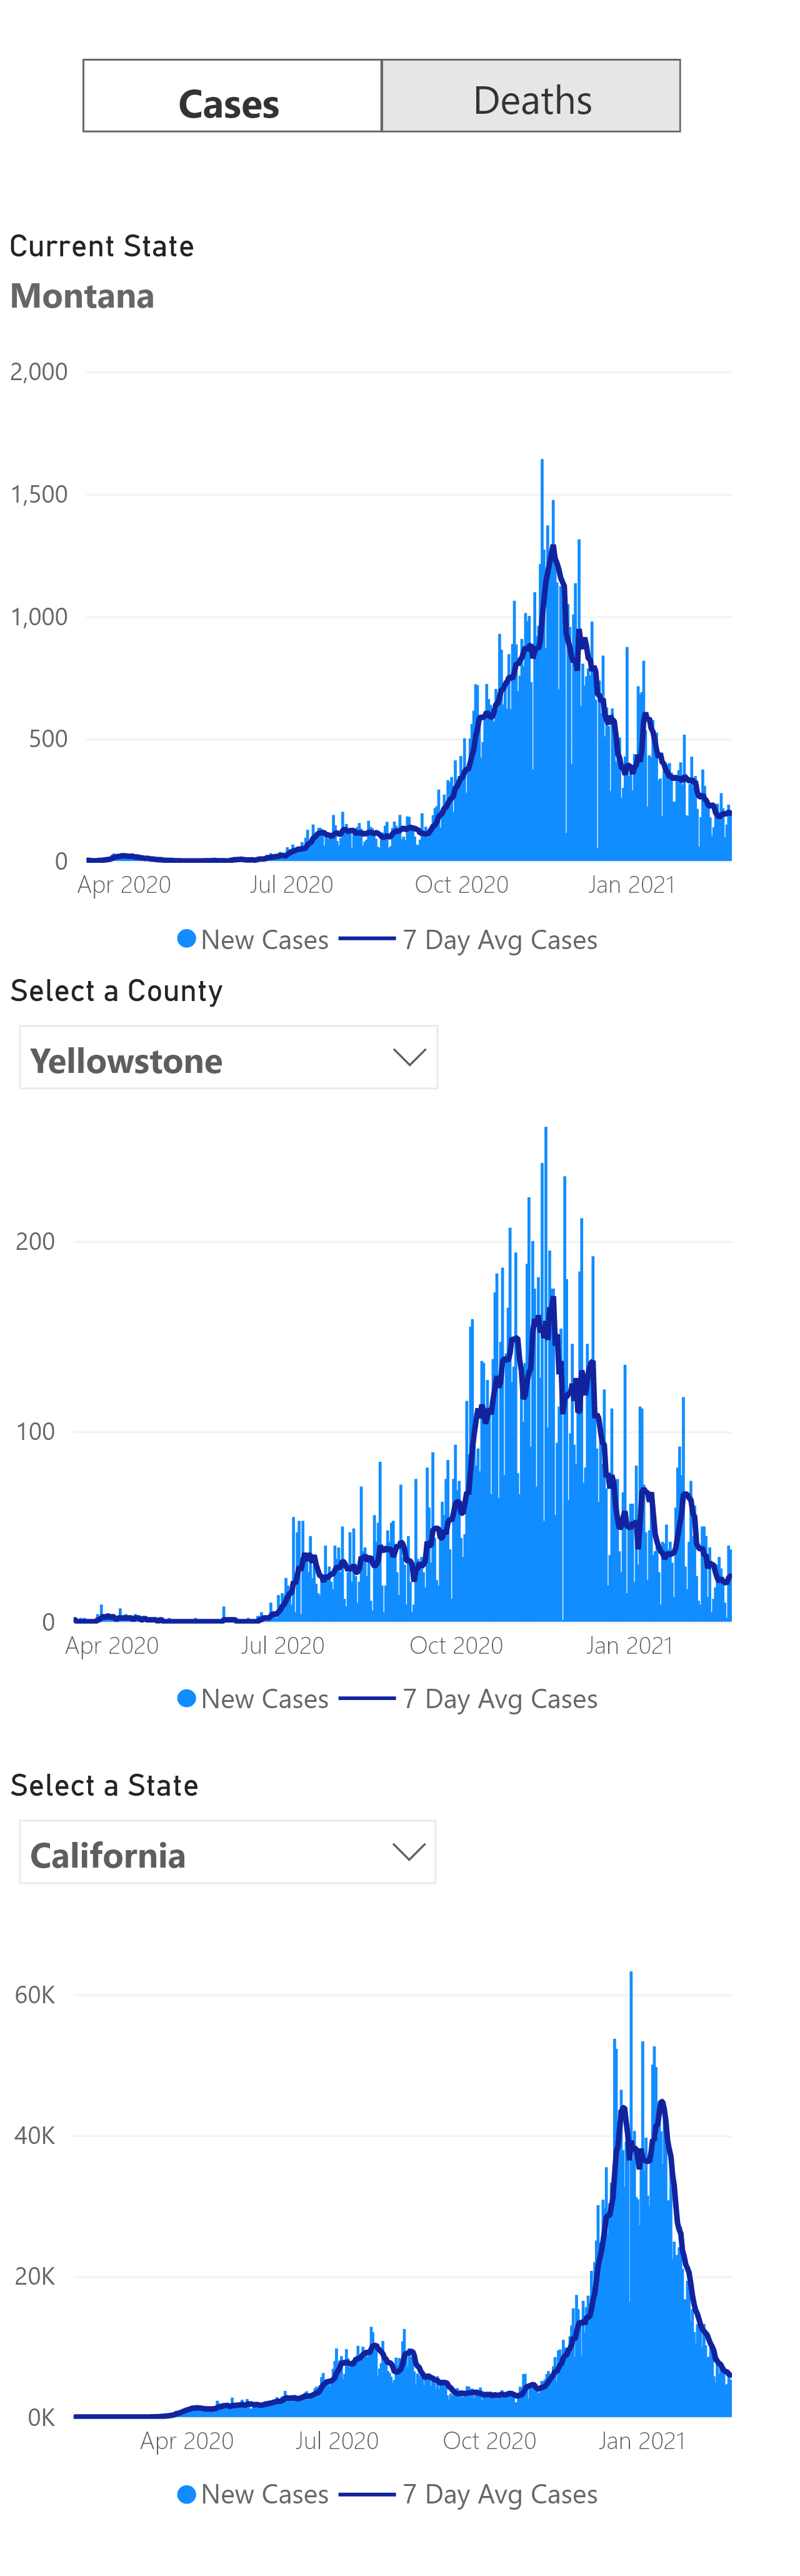 Cases Deaths
Current State
Montana
2,000
1,500
1,000
500
0
Apr 2020 Jul 2020 Oct 2020 Jan 2021
New Cases 7 Day Avg Cases
Select a County
Yellowstone
200
100
0
Apr 2020 Jul 2020 Oct 2020 Jan 2021
New Cases 7 Day Avg Cases
Select a State
California
60K
40K
20K
0K
Apr 2020 Jul 2020 Oct 2020 Jan 2021
New Cases 7 Day Avg Cases